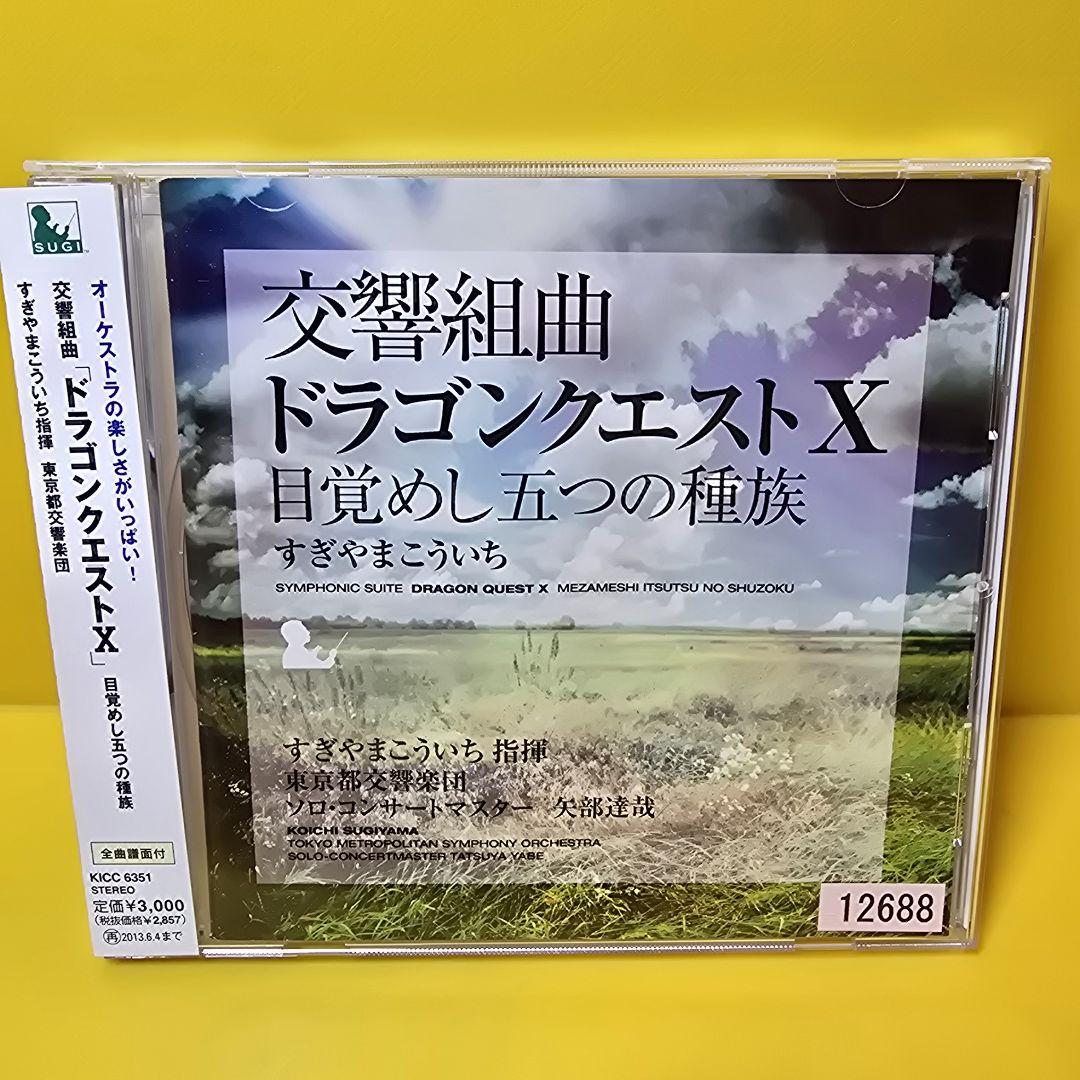 SUGI
オーケストラの楽しさがいっぱい!
交響組曲「ドラゴンクエストX」目覚めし五つの種族
すぎやまこういち指揮 東京都交響楽団
全曲譜面付
KICC 6351
STEREO
定価¥3,000
(税抜価格¥2,857)
再2013.6.4まで
交響組曲
ドラゴンクエストX
目覚めし五つの種族
すぎやまこういち
SYMPHONIC SUITE DRAGON QUEST X MEZAMESHI ITSUTSU NO SHUZOKU
すぎやまこういち 指揮
東京都交響楽団
ソロ・コンサートマスター 矢部達哉
KOICHI SUGIYAMA
TOKYO METROPOLITAN SYMPHONY ORCHESTRA
SOLO-CONCERTMASTER TATSUYA YABE
12688